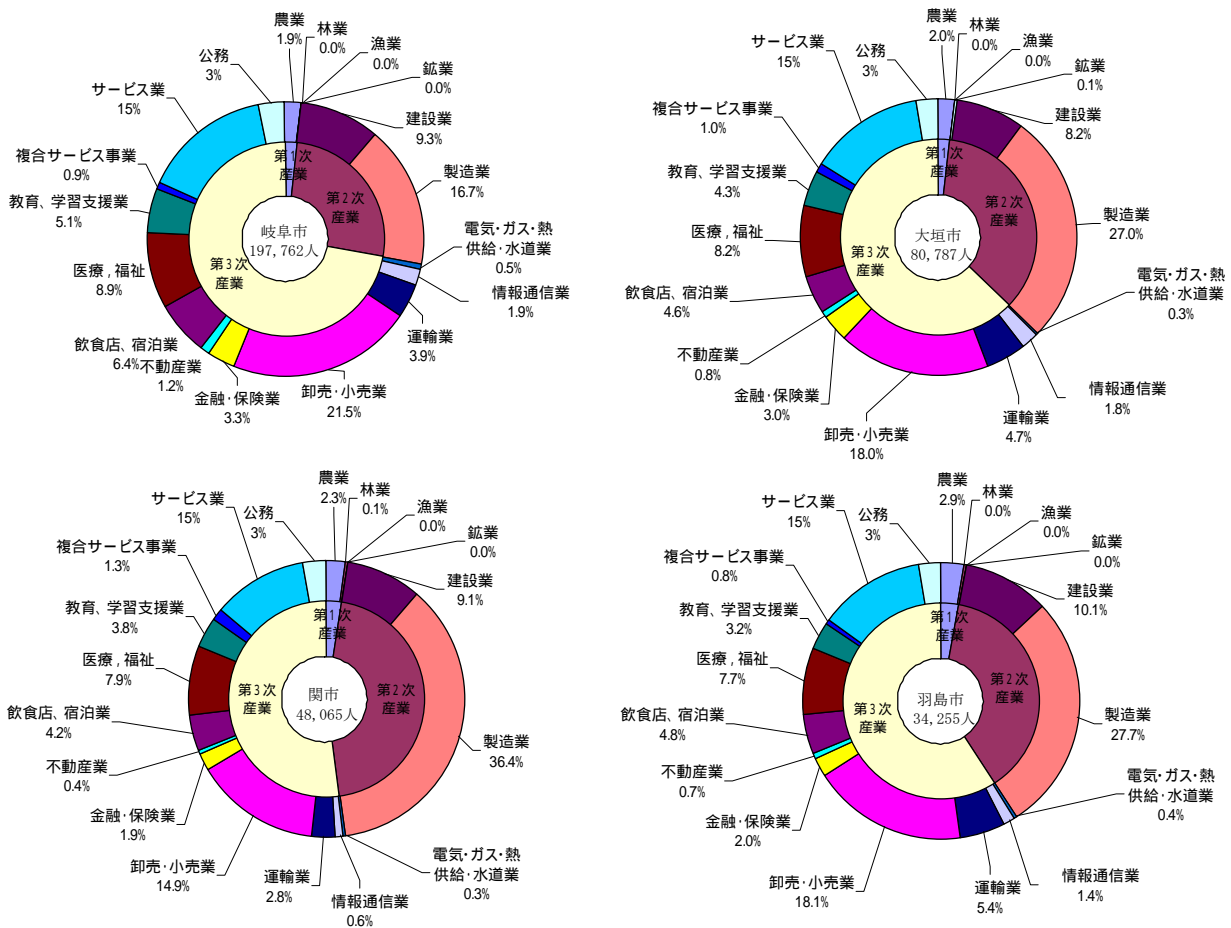 農業
1.9%
林業
0.0%
漁業
0.0%
鉱業
0.0%
建設業
9.3%
製造業
16.7%
電気・ガス・熱
供給・水道業
0.5%
情報通信業
1.9%
運輸業
3.9%
卸売・小売業
21.5%
金融・保険業
3.3%
不動産業
1.2%
飲食店、宿泊業
6.4%
医療，福祉
8.9%
教育、学習支援業
5.1%
複合サービス事業
0.9%
サービス業
15%
公務
3%
第1次
産業
第2次
産業
第3次
産業
岐阜市
197,762人
農業
2.0%
林業
0.0%
漁業
0.0%
鉱業
0.1%
建設業
8.2%
製造業
27.0%
電気・ガス・熱
供給・水道業
0.3%
情報通信業
1.8%
運輸業
4.7%
卸売・小売業
18.0%
金融・保険業
3.0%
不動産業
0.8%
飲食店、宿泊業
4.6%
医療，福祉
8.2%
教育、学習支援業
4.3%
複合サービス事業
1.0%
サービス業
15%
公務
3%
第1次
産業
第2次
産業
第3次
産業
大垣市
80,787人
農業
2.3%
林業
0.1%
漁業
0.0%
鉱業
0.0%
建設業
9.1%
製造業
36.4%
電気・ガス・熱
供給・水道業
0.3%
情報通信業
0.6%
運輸業
2.8%
卸売・小売業
14.9%
金融・保険業
1.9%
不動産業
0.4%
飲食店、宿泊業
4.2%
医療，福祉
7.9%
教育、学習支援業
3.8%
複合サービス事業
1.3%
サービス業
15%
公務
3%
第1次
産業
第2次
産業
第3次
産業
関市
48,065人
農業
2.9%
林業
0.0%
漁業
0.0%
鉱業
0.0%
建設業
10.1%
製造業
27.7%
電気・ガス・熱
供給・水道業
0.4%
情報通信業
1.4%
運輸業
5.4%
卸売・小売業
18.1%
金融・保険業
2.0%
不動産業
0.7%
飲食店、宿泊業
4.8%
医療，福祉
7.7%
教育、学習支援業
3.2%
複合サービス事業
0.8%
サービス業
15%
公務
3%
第1次
産業
第2次
産業
第3次
産業
羽島市
34,255人